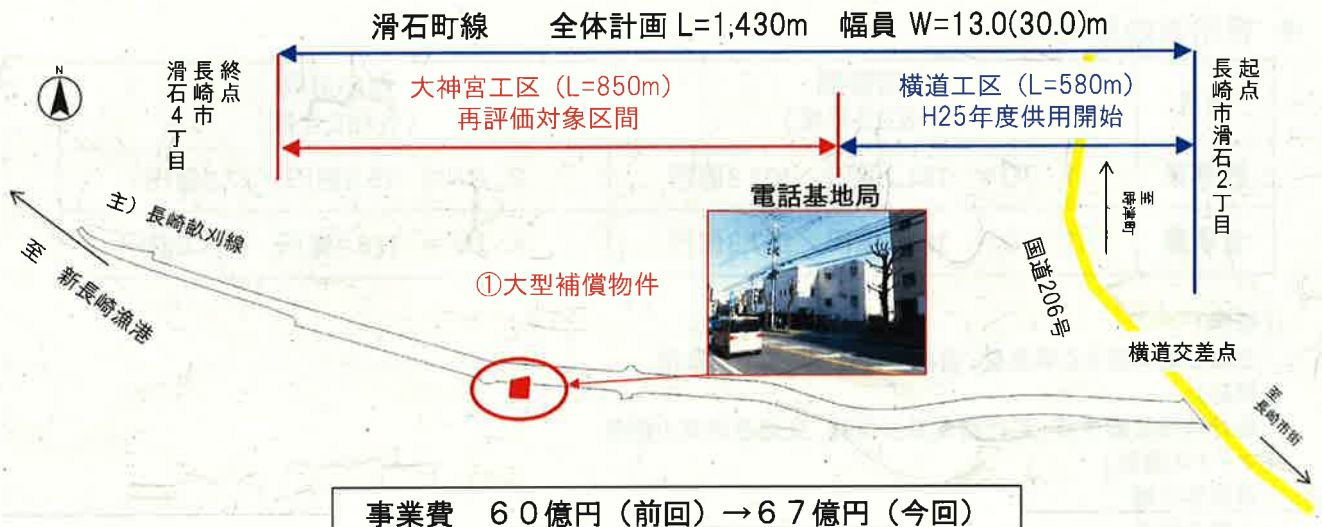 滑石町線 全体計画 L=1,430m 幅員 W=13.0(30.0)m
終点
長崎市
滑石4丁目
N
大神宮工区（L=850m）
再評価対象区間
横道工区（L=580m）
H25年度供用開始
起点
長崎市滑石2丁目
電話基地局
至
時津町
主）長崎畝刈線
至 新長崎漁港
①大型補償物件
国道206号
横道交差点
至
長崎市街
事業費 60億円（前回）→67億円（今回）